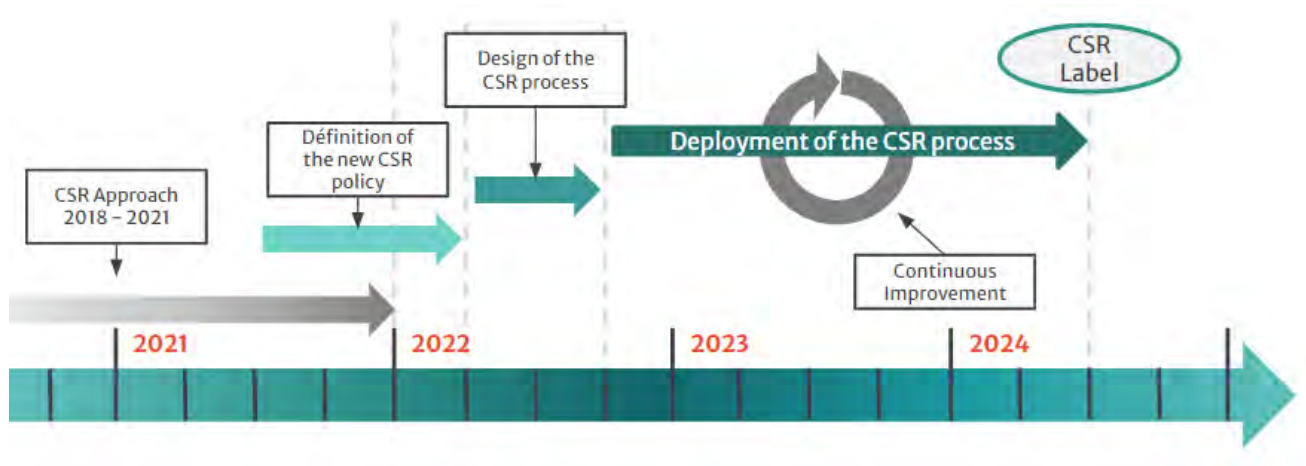 CSR Approach
2018 – 2021
Définition of
the new CSR
policy
Design of the
CSR process
Deployment of the CSR process
CSR
Label
Continuous
Improvement
2021
2022
2023
2024